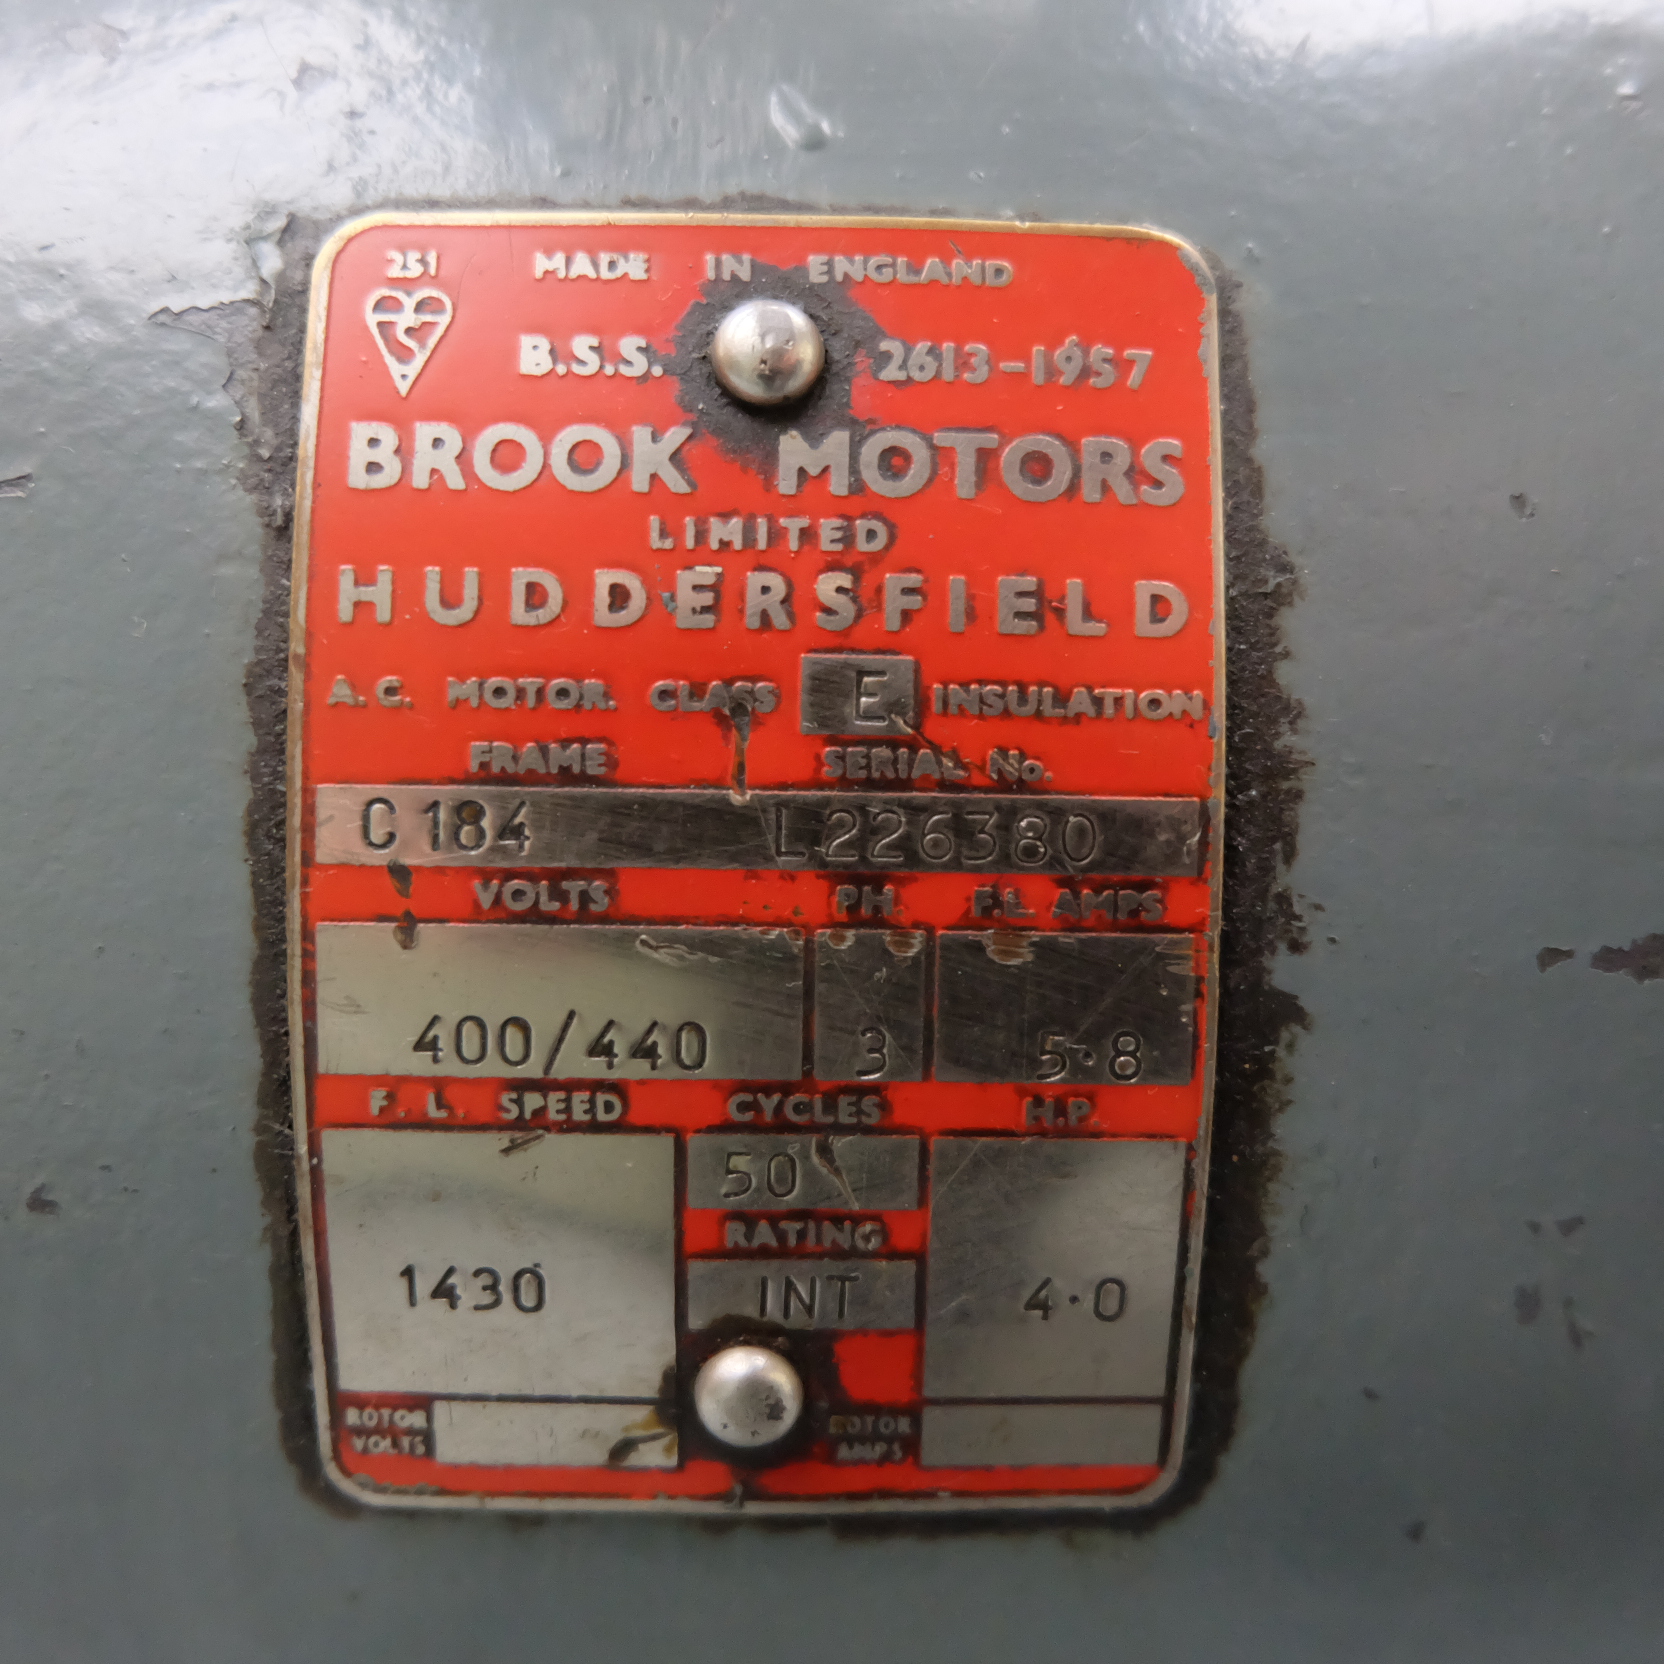 251 MADE IN ENGLAND
B.S.S. 2613-1957
BROOK MOTORS
LIMITED
HUDDERSFIELD
A.C. MOTOR. CLASS E INSULATION
FRAME SERIAL No.
C184 L226380
VOLTS PH. F.L. AMPS
400/440 3 5·8
F. L. SPEED CYCLES H.P.
50
RATING
1430 INT 4·0
ROTOR VOLTS ROTOR AMPS